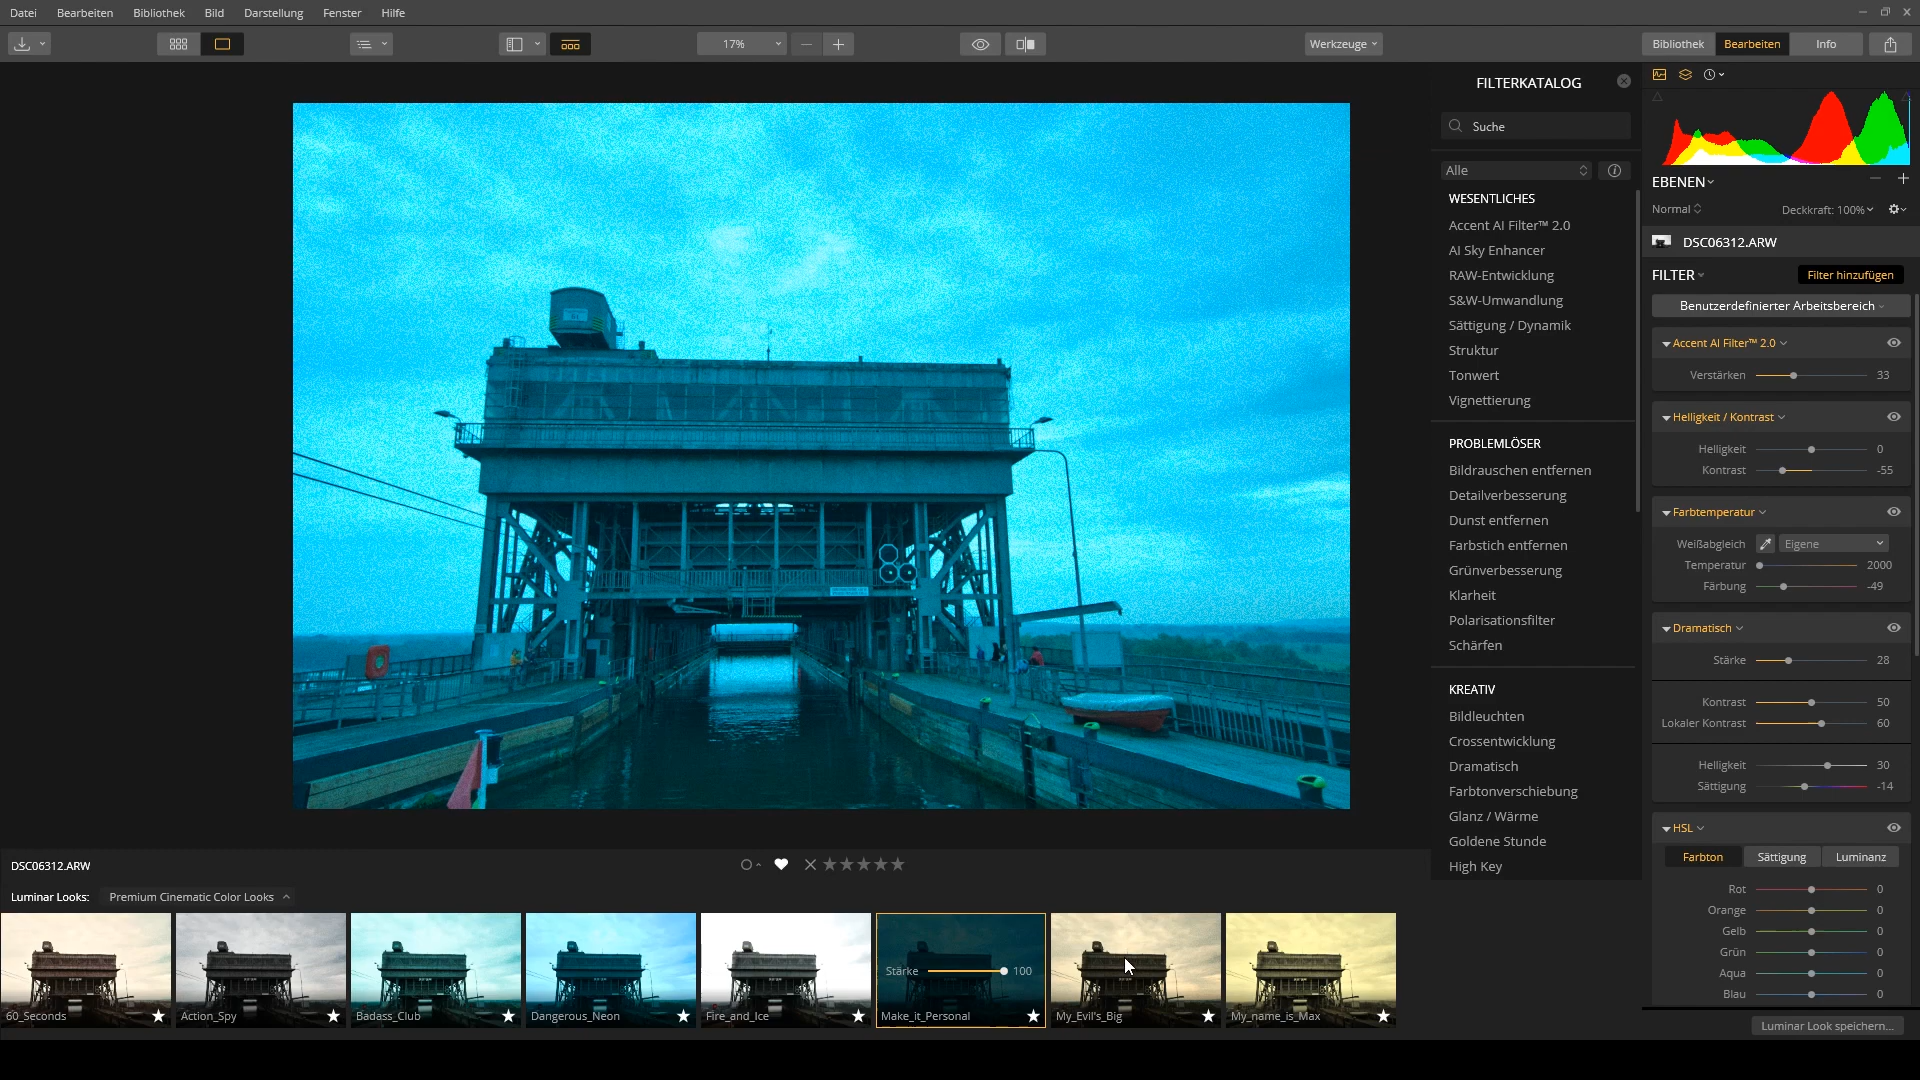 Datei Bearbeiten Bibliothek Bild Darstellung Fenster Hilfe
17% Werkzeuge Bibliothek Bearbeiten Info
FILTERKATALOG
Suche
Alle
WESENTLICHES
Accent AI Filter™ 2.0
AI Sky Enhancer
RAW-Entwicklung
S&W-Umwandlung
Sättigung / Dynamik
Struktur
Tonwert
Vignettierung
PROBLEMLÖSER
Bildrauschen entfernen
Detailverbesserung
Dunst entfernen
Farbstich entfernen
Grünverbesserung
Klarheit
Polarisationsfilter
Schärfen
KREATIV
Bildleuchten
Crossentwicklung
Dramatisch
Farbtonverschiebung
Glanz / Wärme
Goldene Stunde
High Key
EBENEN
Normal Deckkraft: 100%
DSC06312.ARW
FILTER Filter hinzufügen
Benutzerdefinierter Arbeitsbereich
Accent AI Filter™ 2.0
Verstärken 33
Helligkeit / Kontrast
Helligkeit 0
Kontrast -55
Farbtemperatur
Weißabgleich Eigene
Temperatur 2000
Färbung -49
Dramatisch
Stärke 28
Kontrast 50
Lokaler Kontrast 60
Helligkeit 30
Sättigung -14
HSL
Farbton Sättigung Luminanz
Rot 0
Orange 0
Gelb 0
Grün 0
Aqua 0
Blau 0
Luminar Look speichern...
DSC06312.ARW
Luminar Looks: Premium Cinematic Color Looks
Stärke 100
60_Seconds Action_Spy Badass_Club Dangerous_Neon Fire_and_Ice Make_it_Personal My_Evil's_Big My_name_is_Max